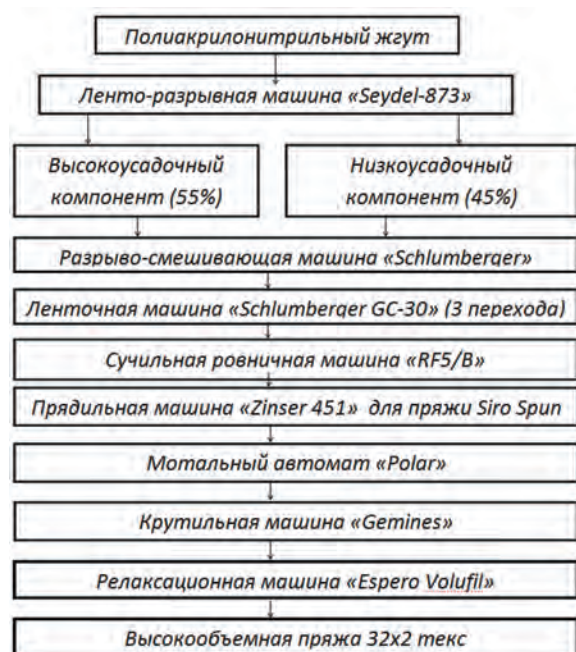 Полиакрилонитрильный жгут
Ленто-разрывная машина «Seydel-873»
Высокоусадочный
компонент (55%)
Низкоусадочный
компонент (45%)
Разрыво-смешивающая машина «Schlumberger»
Ленточная машина «Schlumberger GC-30» (3 перехода)
Сучильная ровничная машина «RF5/B»
Прядильная машина «Zinser 451» для пряжи Siro Spun
Мотальный автомат «Polar»
Крутильная машина «Gemines»
Релаксационная машина «Espero Volufil»
Высокообъемная пряжа 32х2 текс